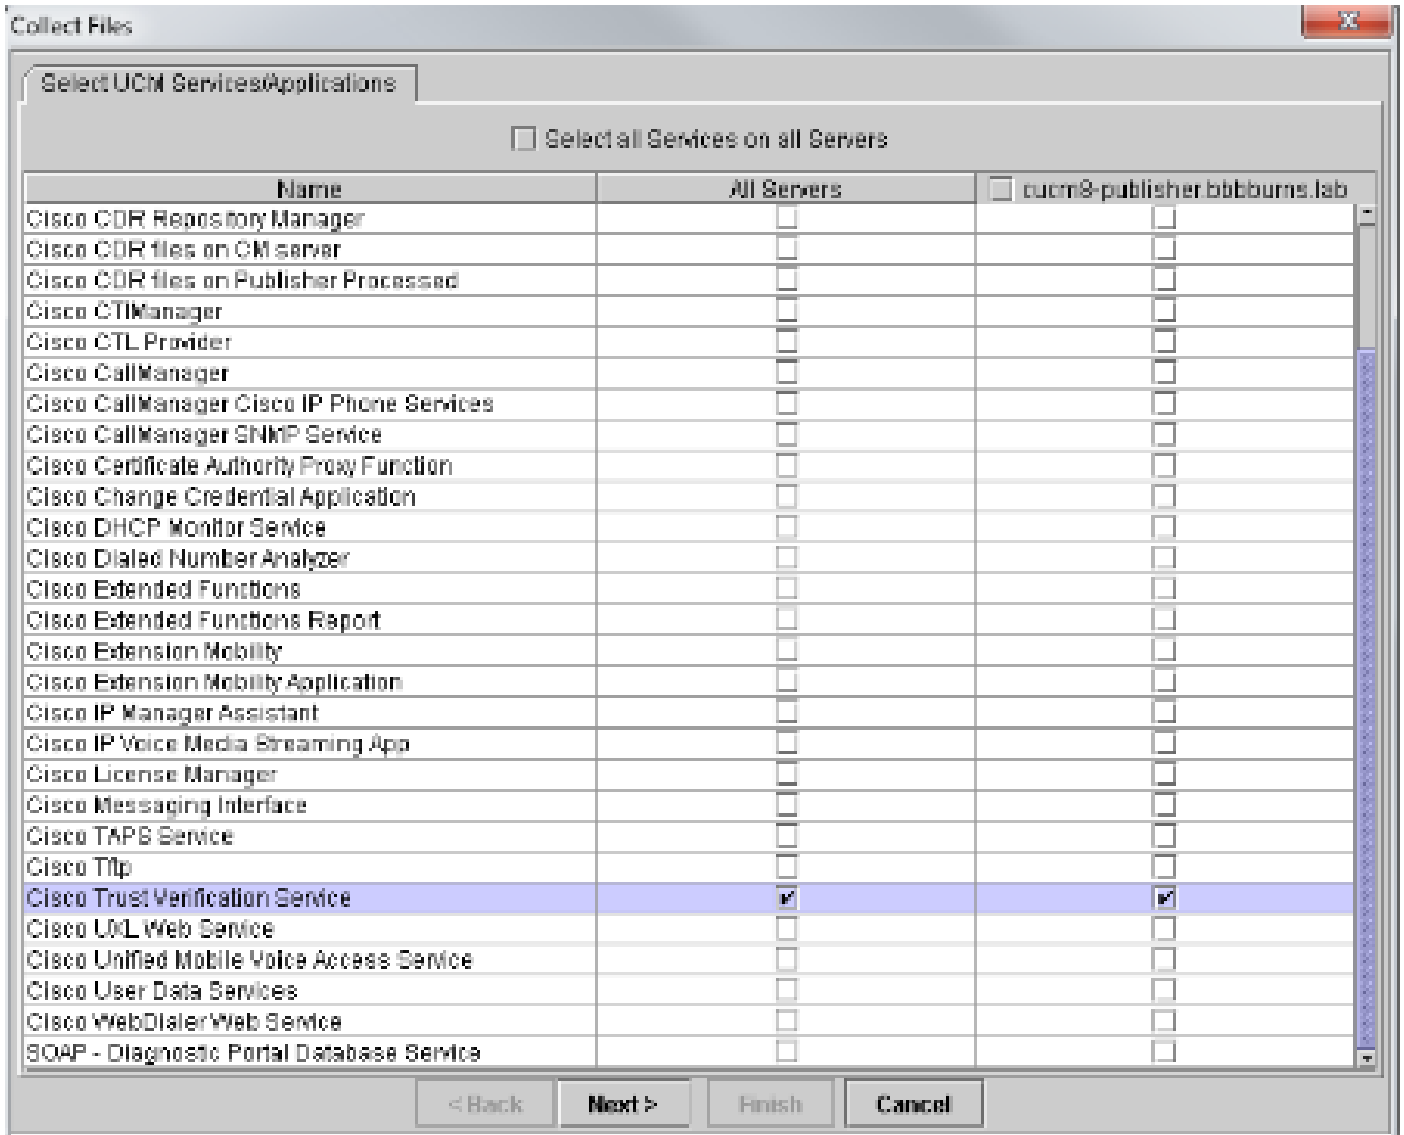 Collect Files
Select UCM Services/Applications
Select all Services on all Servers
Name All Servers cucm8-publisher.bbbburns.lab
Cisco CDR Repository Manager
Cisco CDR files on CM server
Cisco CDR files on Publisher Processed
Cisco CTIManager
Cisco CTL Provider
Cisco CallManager
Cisco CallManager Cisco IP Phone Services
Cisco CallManager SNMP Service
Cisco Certificate Authority Proxy Function
Cisco Change Credential Application
Cisco DHCP Monitor Service
Cisco Dialed Number Analyzer
Cisco Extended Functions
Cisco Extended Functions Report
Cisco Extension Mobility
Cisco Extension Mobility Application
Cisco IP Manager Assistant
Cisco IP Voice Media Streaming App
Cisco License Manager
Cisco Messaging Interface
Cisco TAPS Service
Cisco Tftp
Cisco Trust Verification Service
Cisco UXL Web Service
Cisco Unified Mobile Voice Access Service
Cisco User Data Services
Cisco WebDialer Web Service
SOAP - Diagnostic Portal Database Service
< Back Next > Finish Cancel